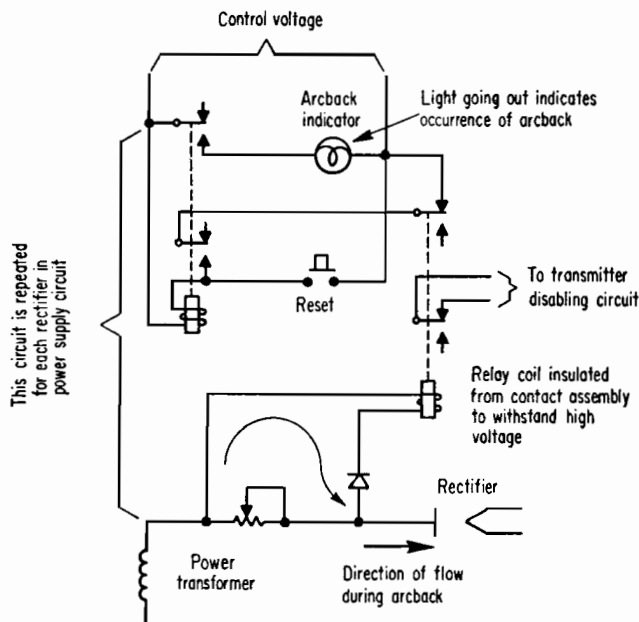 Control voltage
Arcback
indicator
Light going out indicates
occurrence of arcback
This circuit is repeated
for each rectifier in
power supply circuit
Reset
To transmitter
disabling circuit
Relay coil insulated
from contact assembly
to withstand high
voltage
Rectifier
Power
transformer
Direction of flow
during arcback